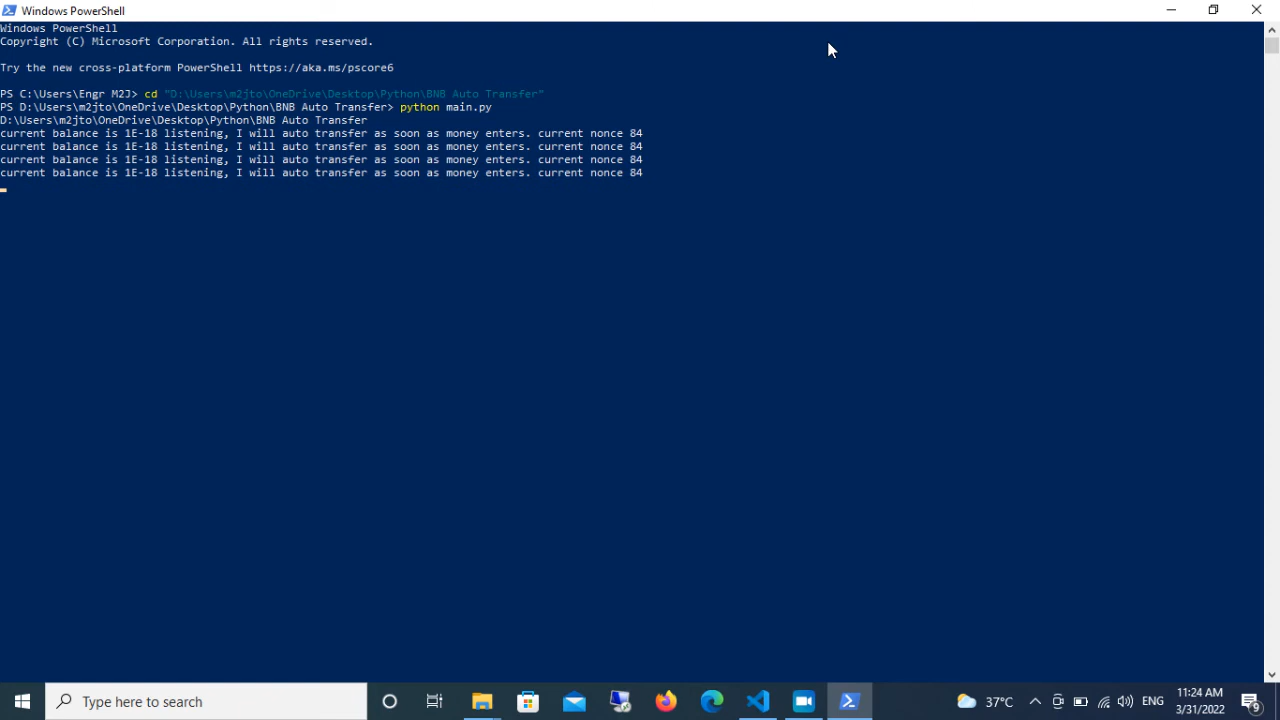 Windows PowerShell
Windows PowerShell
Copyright (C) Microsoft Corporation. All rights reserved.
Try the new cross-platform PowerShell https://aka.ms/pscore6
PS C:\Users\Engr M2J> cd "D:\Users\m2jto\OneDrive\Desktop\Python\BNB Auto Transfer"
PS D:\Users\m2jto\OneDrive\Desktop\Python\BNB Auto Transfer> python main.py
D:\Users\m2jto\OneDrive\Desktop\Python\BNB Auto Transfer
current balance is 1E-18 listening, I will auto transfer as soon as money enters. current nonce 84
current balance is 1E-18 listening, I will auto transfer as soon as money enters. current nonce 84
current balance is 1E-18 listening, I will auto transfer as soon as money enters. current nonce 84
current balance is 1E-18 listening, I will auto transfer as soon as money enters. current nonce 84
Type here to search
37°C
ENG
11:24 AM
3/31/2022
9